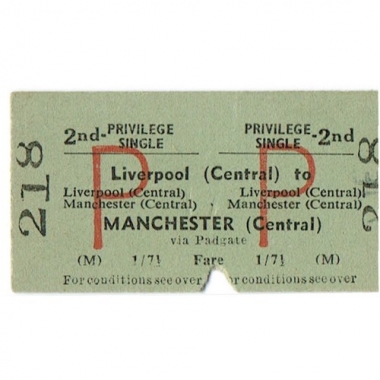 218
2nd-PRIVILEGE SINGLE PRIVILEGE SINGLE-2nd
P P
Liverpool (Central) to
Liverpool (Central) Liverpool (Central)
Manchester (Central) Manchester (Central)
MANCHESTER (Central)
via Padgate
(M) 1/7½ Fare 1/7½ (M)
For conditions see over or conditions see over
218